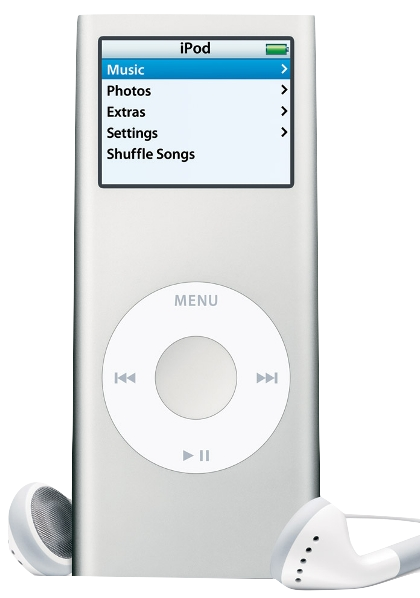 iPod
Music
Photos
Extras
Settings
Shuffle Songs
MENU